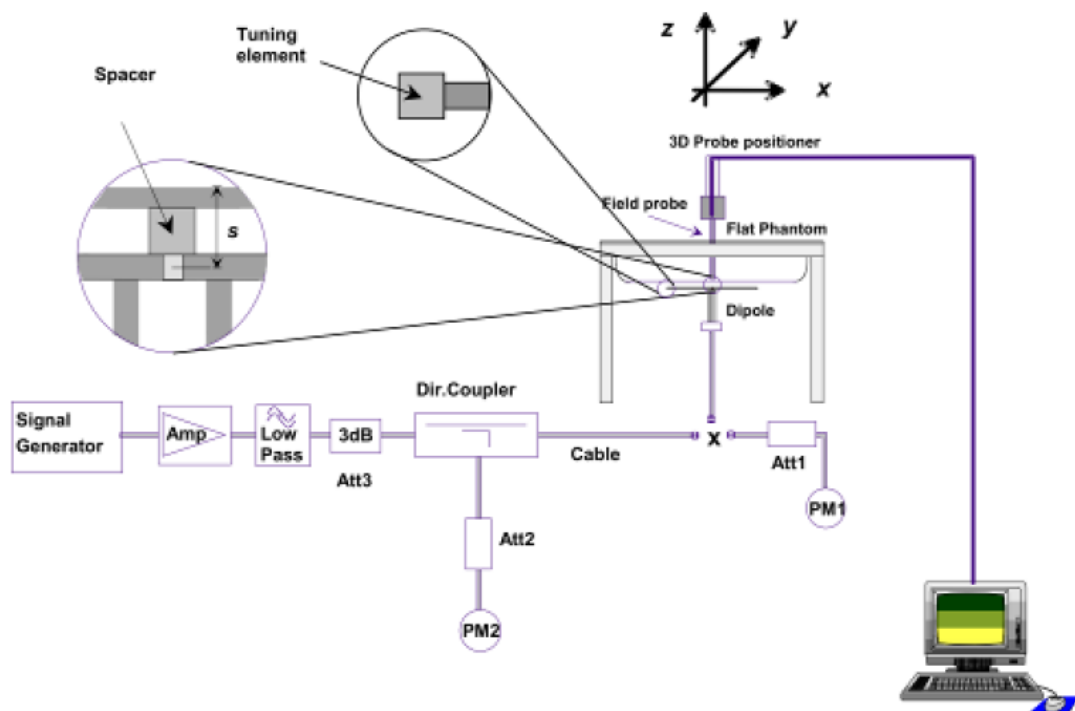 Tuning
element
Spacer
s
z
y
x
3D Probe positioner
Field probe
Flat Phantom
Dipole
Dir.Coupler
Signal
Generator
Amp
Low
Pass
3dB
Att3
Cable
x
Att1
PM1
Att2
PM2